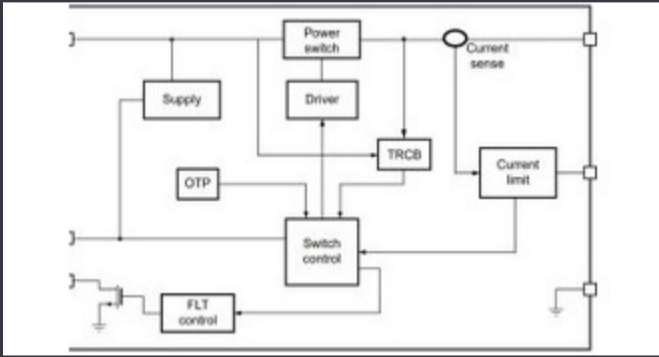 Power
switch
Current
sense
Supply
Driver
TRCB
Current
limit
OTP
Switch
control
FLT
control